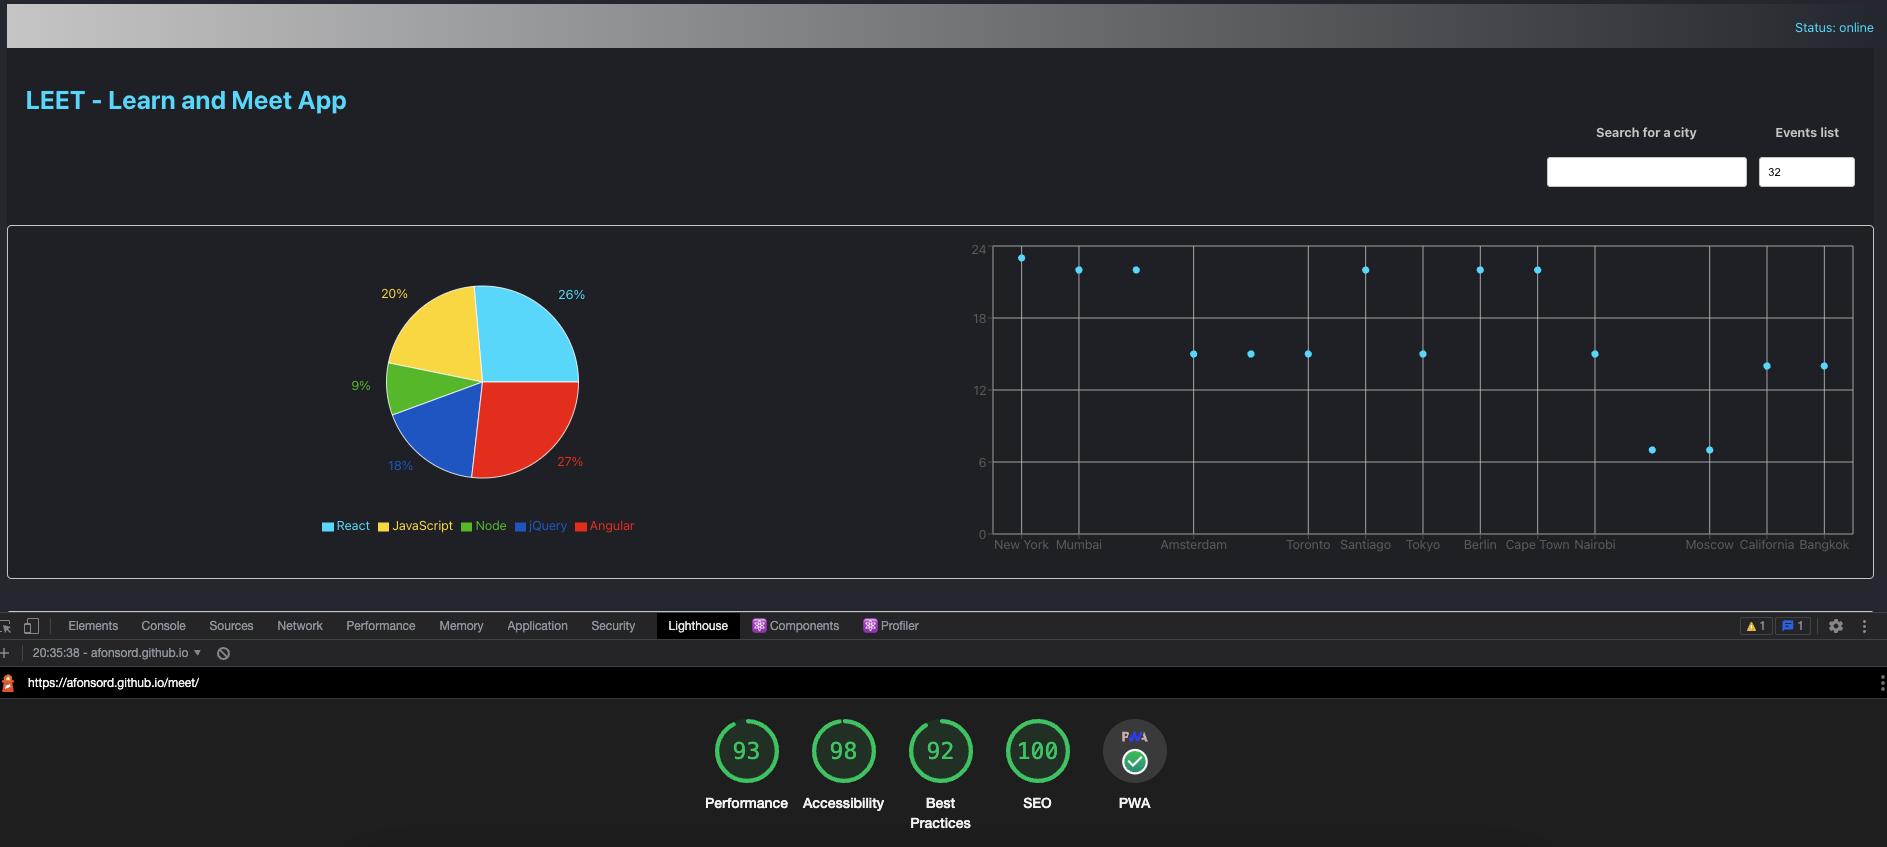 Status: online
LEET - Learn and Meet App
Search for a city
Events list
32
20%
26%
9%
18%
27%
React JavaScript Node jQuery Angular
24
18
12
6
0
New York Mumbai Amsterdam Toronto Santiago Tokyo Berlin Cape Town Nairobi Moscow California Bangkok
Elements Console Sources Network Performance Memory Application Security Lighthouse Components Profiler 1 1
20:35:38 - afonsord.github.io
https://afonsord.github.io/meet/
93 98 92 100 PWA
Performance Accessibility Best Practices SEO PWA